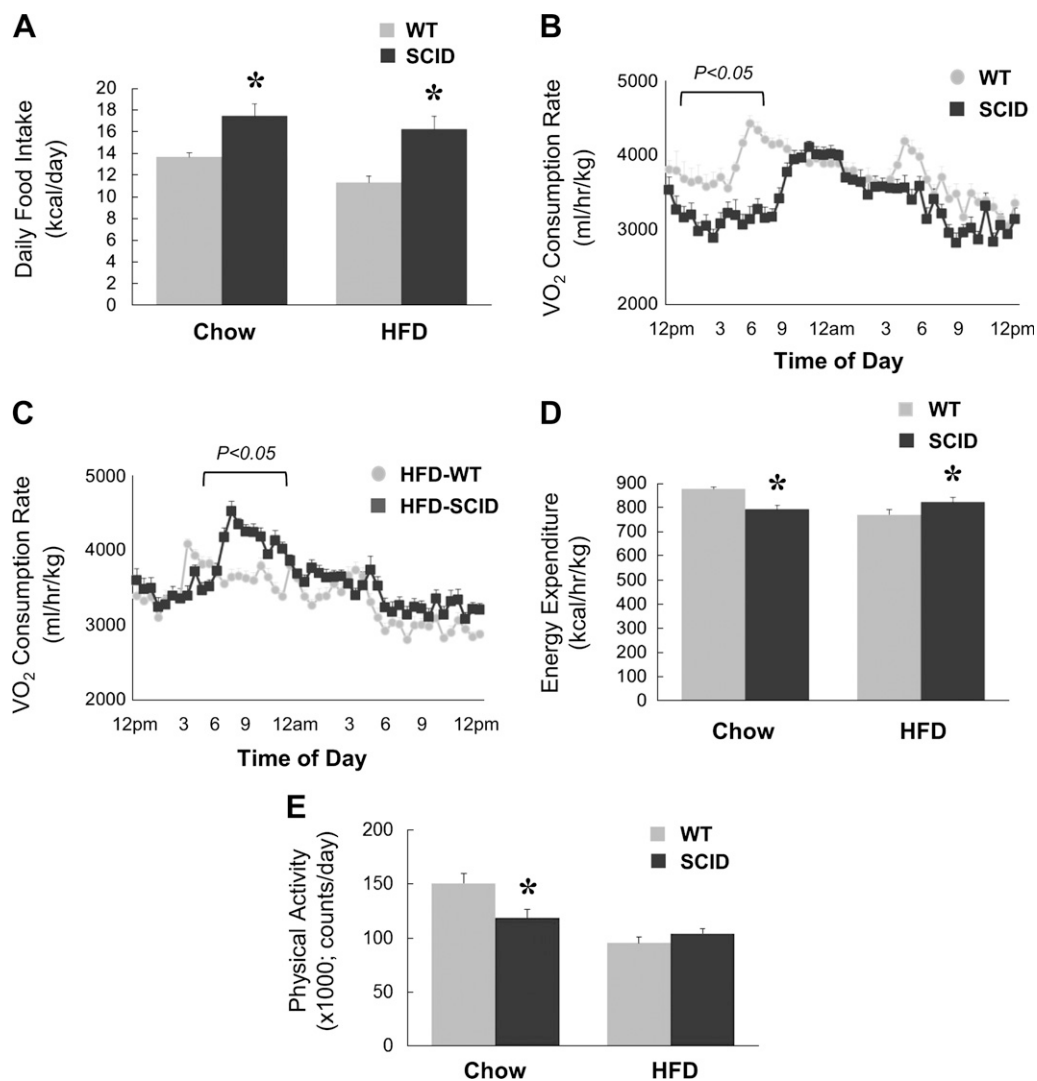 A
WT
SCID
Daily Food Intake
(kcal/day)
20
18
16
14
12
10
8
6
4
2
0
*
*
Chow
HFD
B
P<0.05
WT
SCID
VO2 Consumption Rate
(ml/hr/kg)
5000
4000
3000
2000
12pm 3 6 9 12am 3 6 9 12pm
Time of Day
C
P<0.05
HFD-WT
HFD-SCID
VO2 Consumption Rate
(ml/hr/kg)
5000
4000
3000
2000
12pm 3 6 9 12am 3 6 9 12pm
Time of Day
D
WT
SCID
Energy Expenditure
(kcal/hr/kg)
900
800
700
600
500
400
300
200
100
0
*
*
Chow
HFD
E
WT
SCID
Physical Activity
(x1000; counts/day)
200
150
100
50
0
*
Chow
HFD